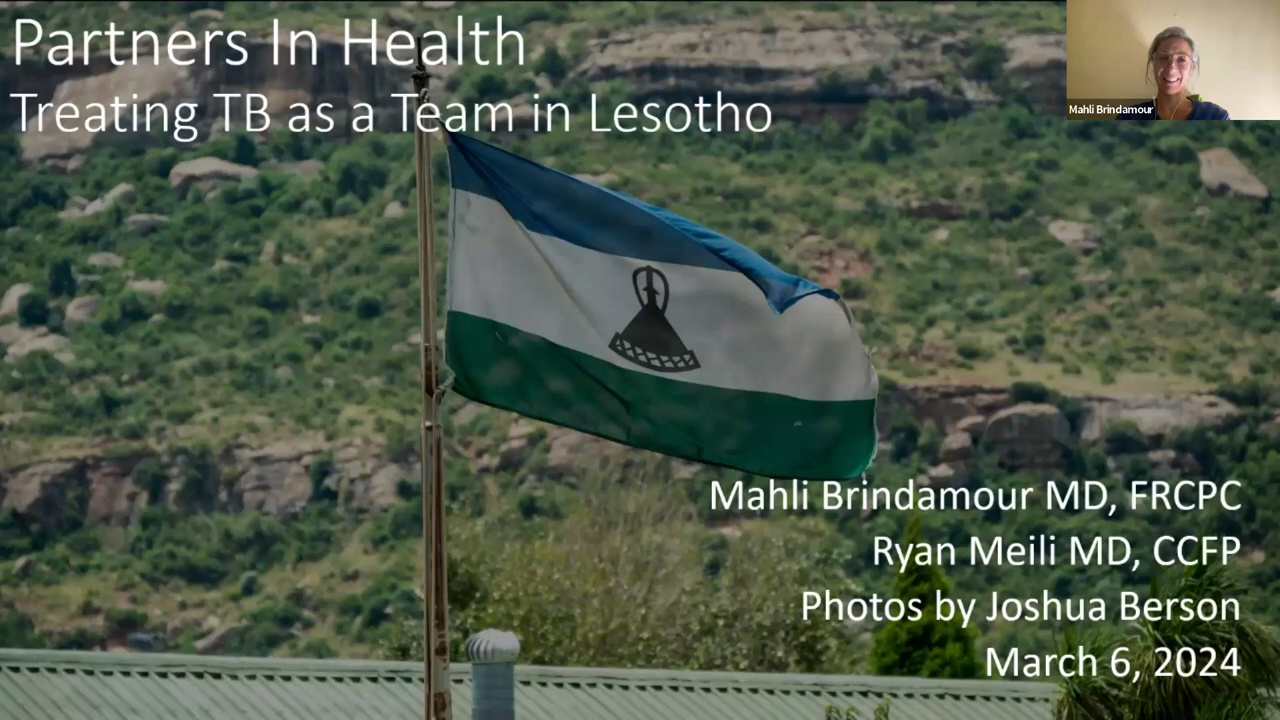 Partners In Health
Treating TB as a Team in Lesotho
Mahli Brindamour
Mahli Brindamour MD, FRCPC
Ryan Meili MD, CCFP
Photos by Joshua Berson
March 6, 2024